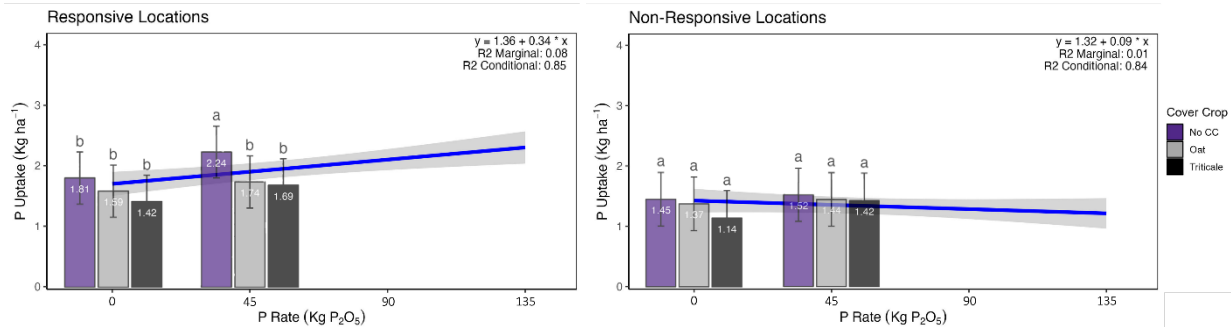 Responsive Locations
y = 1.36 + 0.34 * x
R2 Marginal: 0.08
R2 Conditional: 0.85
P Uptake (Kg ha⁻¹)
4
3
2
1
0
b b b a b b
1.81 1.59 1.42 2.24 1.74 1.69
0 45 90 135
P Rate (Kg P₂O₅)
Non-Responsive Locations
y = 1.32 + 0.09 * x
R2 Marginal: 0.01
R2 Conditional: 0.84
P Uptake (Kg ha⁻¹)
4
3
2
1
0
a a a a a a
1.45 1.37 1.14 1.52 1.44 1.42
0 45 90 135
P Rate (Kg P₂O₅)
Cover Crop
No CC
Oat
Triticale